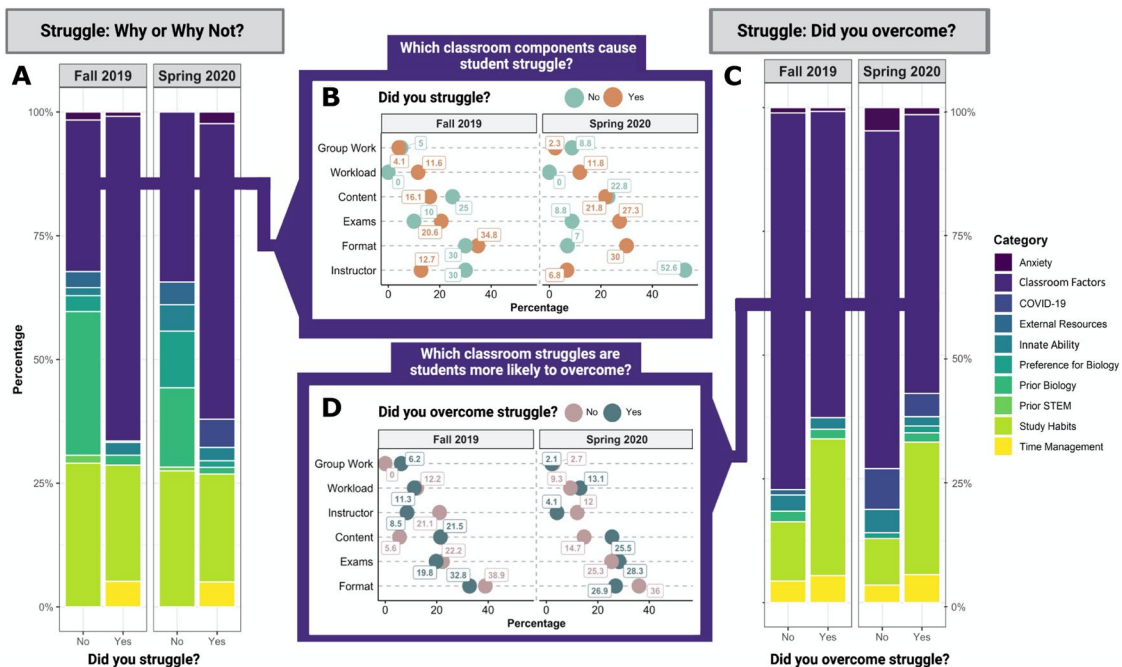 Struggle: Why or Why Not?
A
Fall 2019
Spring 2020
100%
75%
50%
25%
0%
Percentage
No
Yes
No
Yes
Did you struggle?
Which classroom components cause
student struggle?
B
Did you struggle?
No
Yes
Fall 2019
Spring 2020
Group Work
5
4.1
2.3
8.8
Workload
11.6
0
11.8
0
Content
16.1
25
22.8
21.8
Exams
10
20.6
8.8
27.3
Format
34.8
30
7
30
Instructor
12.7
30
6.8
52.6
0
20
40
0
20
40
Percentage
Which classroom struggles are
students more likely to overcome?
D
Did you overcome struggle?
No
Yes
Fall 2019
Spring 2020
Group Work
6.2
0
2.1
2.7
Workload
12.2
11.3
9.3
13.1
Instructor
8.5
21.1
4.1
12
Content
5.6
21.5
14.7
25.5
Exams
22.2
19.8
25.3
28.3
Format
32.8
38.9
26.9
36
0
20
40
0
20
40
Percentage
Struggle: Did you overcome?
C
Fall 2019
Spring 2020
100%
75%
50%
25%
0%
No
Yes
No
Yes
Did you overcome struggle?
Category
Anxiety
Classroom Factors
COVID-19
External Resources
Innate Ability
Preference for Biology
Prior Biology
Prior STEM
Study Habits
Time Management